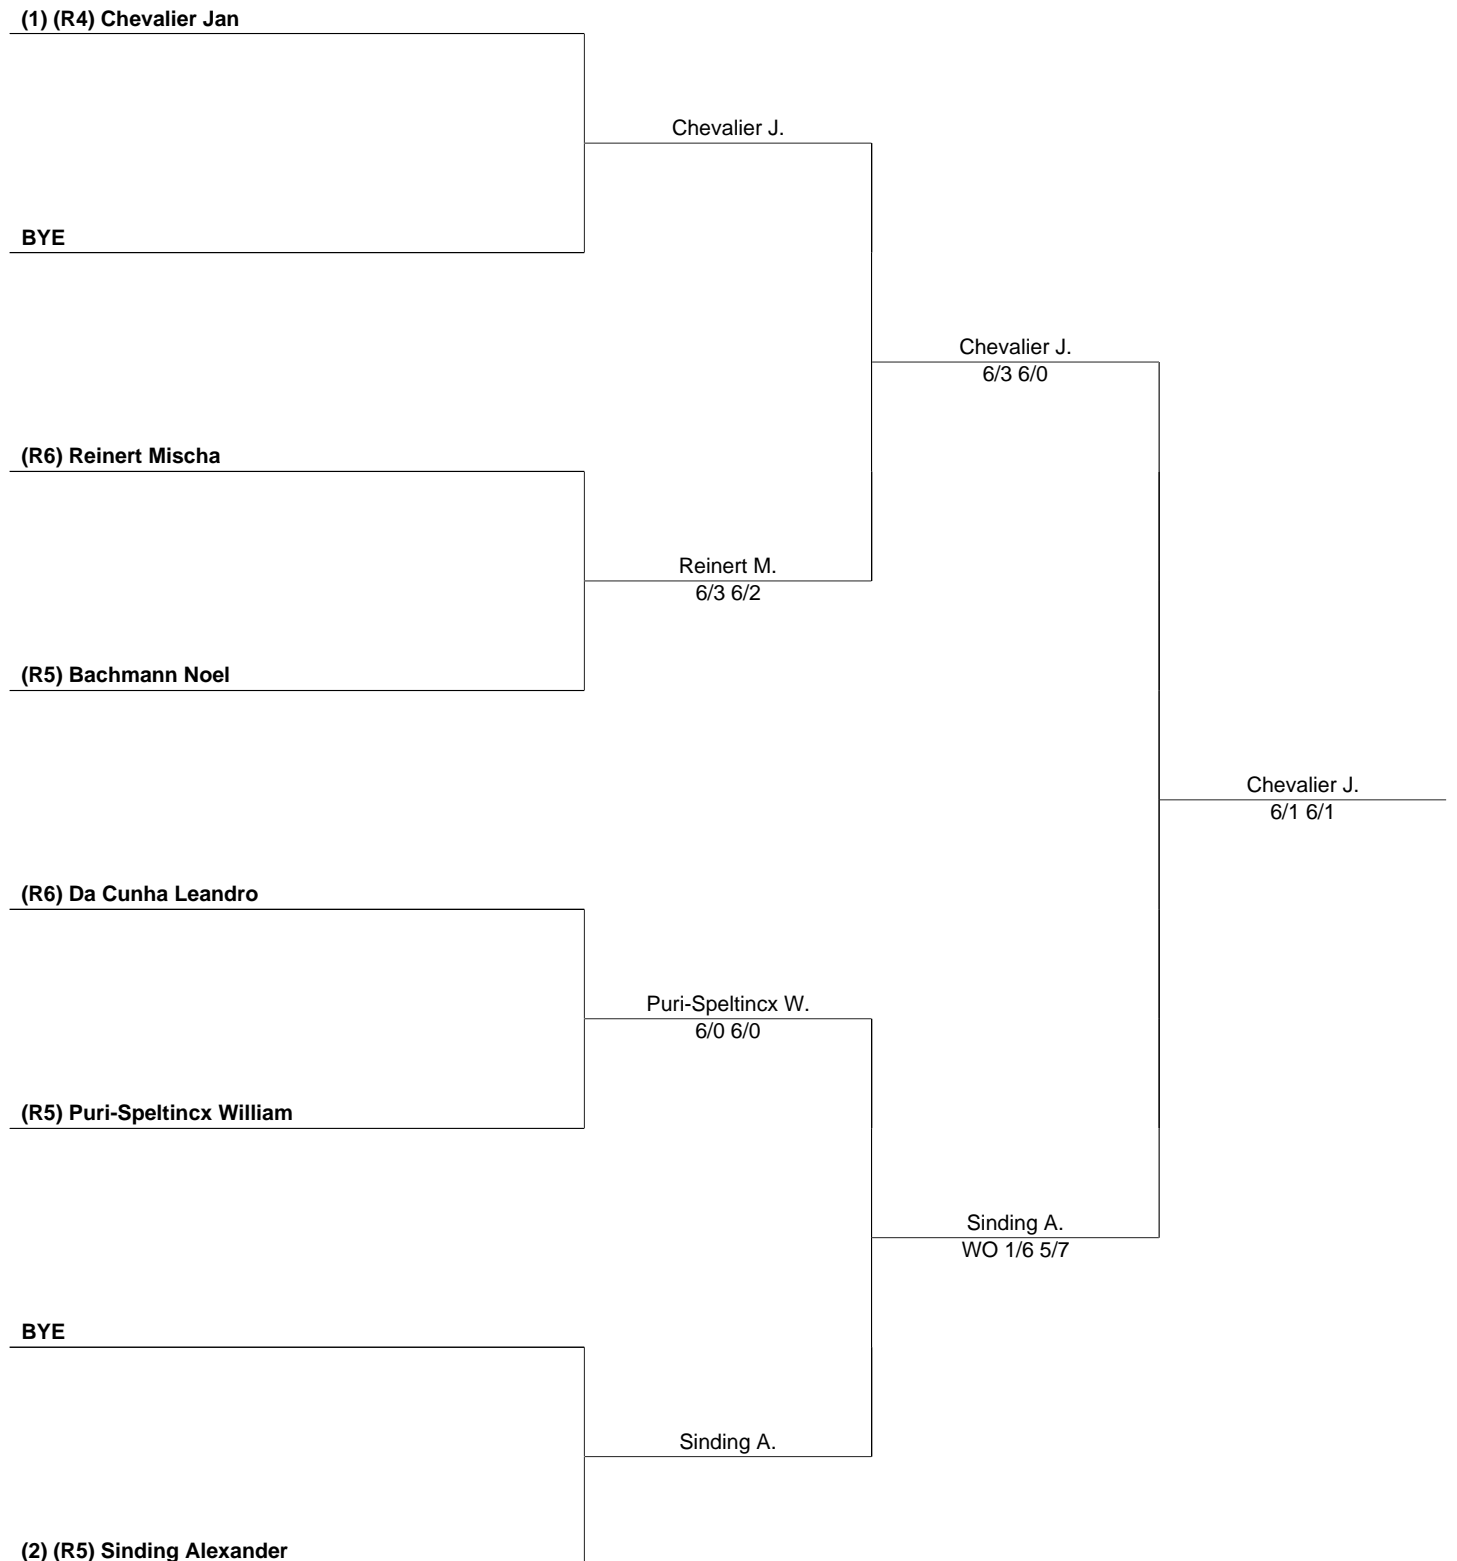 (1) (R4) Chevalier Jan
Chevalier J.
BYE
Chevalier J.
6/3 6/0
(R6) Reinert Mischa
Reinert M.
6/3 6/2
(R5) Bachmann Noel
Chevalier J.
6/1 6/1
(R6) Da Cunha Leandro
Puri-Speltincx W.
6/0 6/0
(R5) Puri-Speltincx William
Sinding A.
WO 1/6 5/7
BYE
Sinding A.
(2) (R5) Sinding Alexander